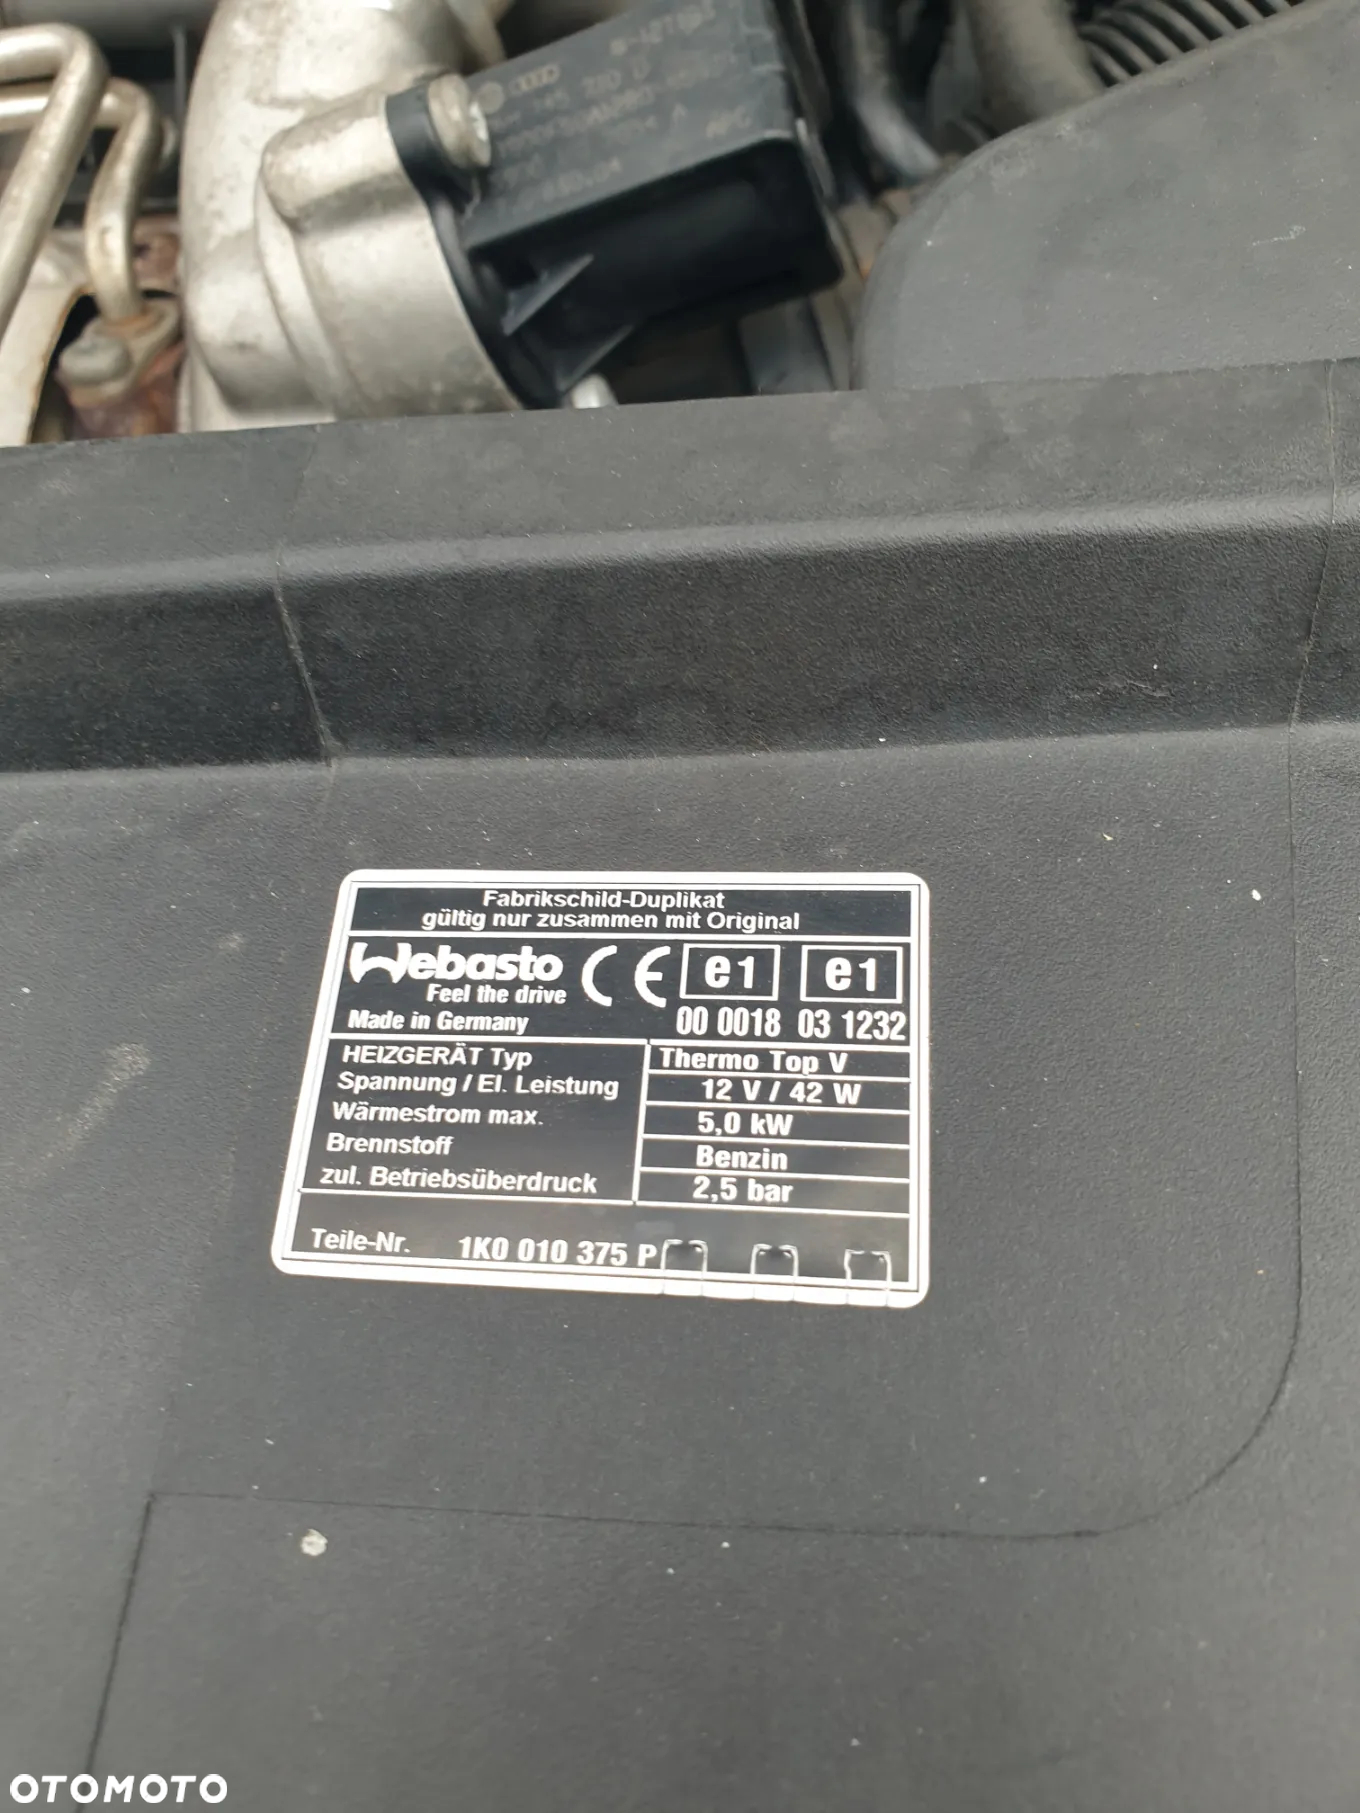 Fabrikschild-Duplikat
gültig nur zusammen mit Original
Webasto
Feel the drive
CE e1 e1
Made in Germany 00 0018 03 1232
HEIZGERÄT Typ Thermo Top V
Spannung / El. Leistung 12 V / 42 W
Wärmestrom max. 5,0 kW
Brennstoff Benzin
zul. Betriebsüberdruck 2,5 bar
Teile-Nr. 1K0 010 375 P
OTOMOTO